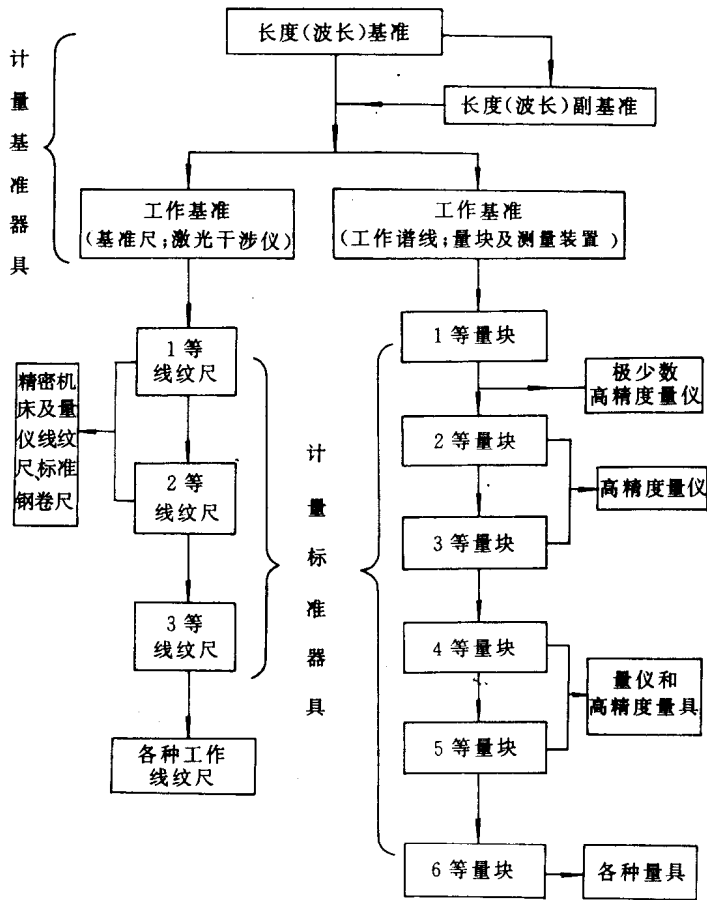 长度(波长)基准
长度(波长)副基准
计量基准器具
工作基准
(基准尺;激光干涉仪)
工作基准
(工作谱线;量块及测量装置)
1等
线纹尺
精密机
床及量
仪线纹
尺、标准
钢卷尺
2等
线纹尺
3等
线纹尺
各种工作
线纹尺
计量标准器具
1等量块
极少数
高精度量仪
2等量块
高精度量仪
3等量块
4等量块
量仪和
高精度量具
5等量块
6等量块
各种量具